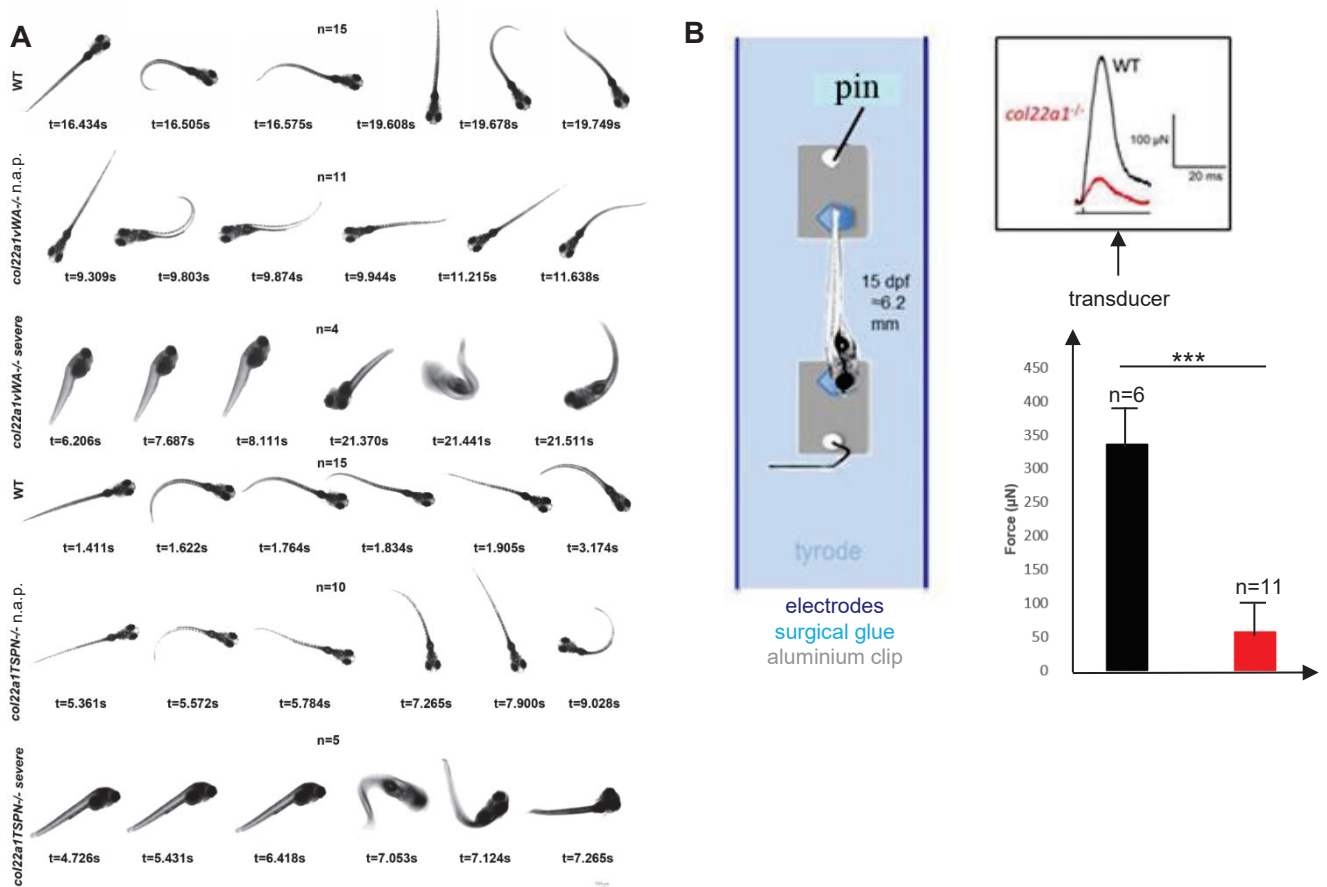 A
WT
n=15
t=16.434s t=16.505s t=16.575s t=19.608s t=19.678s t=19.749s
col22a1vWA-/- n.a.p.
n=11
t=9.309s t=9.803s t=9.874s t=9.944s t=11.215s t=11.638s
col22a1vWA-/- severe
n=4
t=6.206s t=7.687s t=8.111s t=21.370s t=21.441s t=21.511s
WT
n=15
t=1.411s t=1.622s t=1.764s t=1.834s t=1.905s t=3.174s
col22a1TSPN-/- n.a.p.
n=10
t=5.361s t=5.572s t=5.784s t=7.265s t=7.900s t=9.028s
col22a1TSPN-/- severe
n=5
t=4.726s t=5.431s t=6.418s t=7.053s t=7.124s t=7.265s
B
pin
15 dpf
≈6.2
mm
tyrode
electrodes
surgical glue
aluminium clip
WT
col22a1-/-
100 µN
20 ms
transducer
Force (µN)
450
400
350
300
250
200
150
100
50
0
***
n=6
n=11